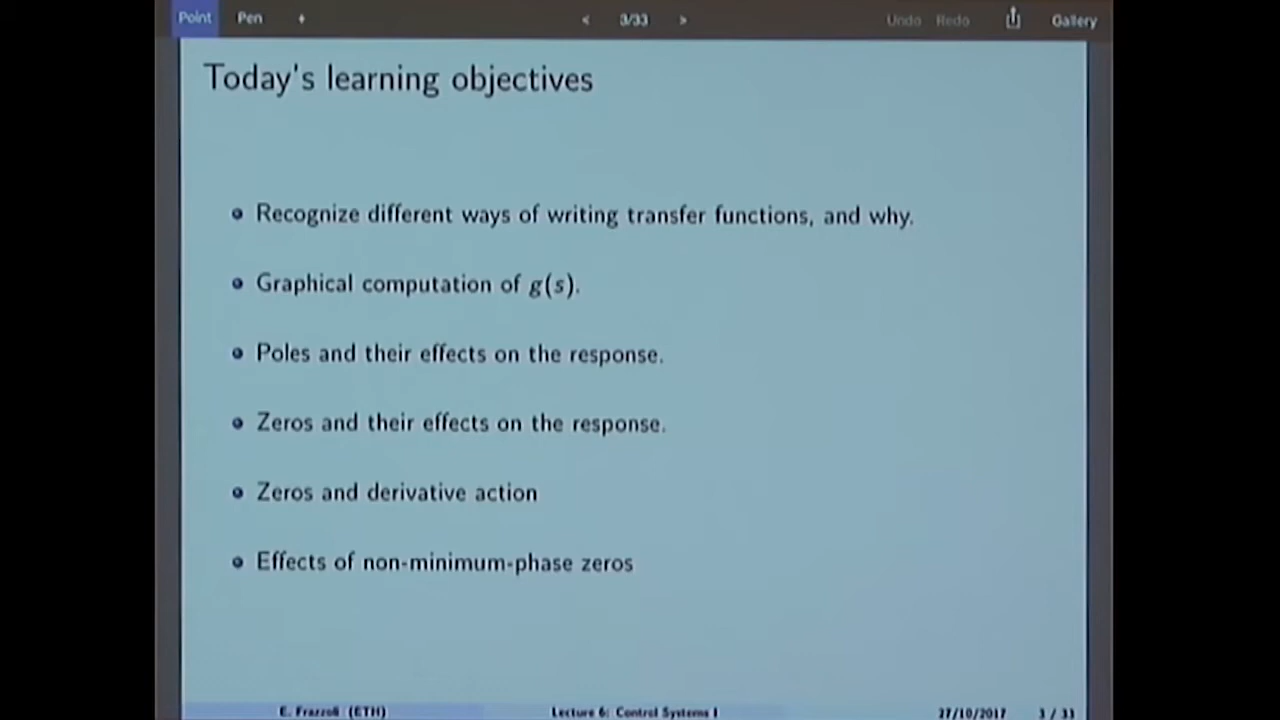 Point Pen < 3/33 > Undo Redo Gallery
Today's learning objectives
Recognize different ways of writing transfer functions, and why.
Graphical computation of g(s).
Poles and their effects on the response.
Zeros and their effects on the response.
Zeros and derivative action
Effects of non-minimum-phase zeros
E. Frazzoli (ETH) Lecture 6: Control Systems I 27/10/2017 3 / 33